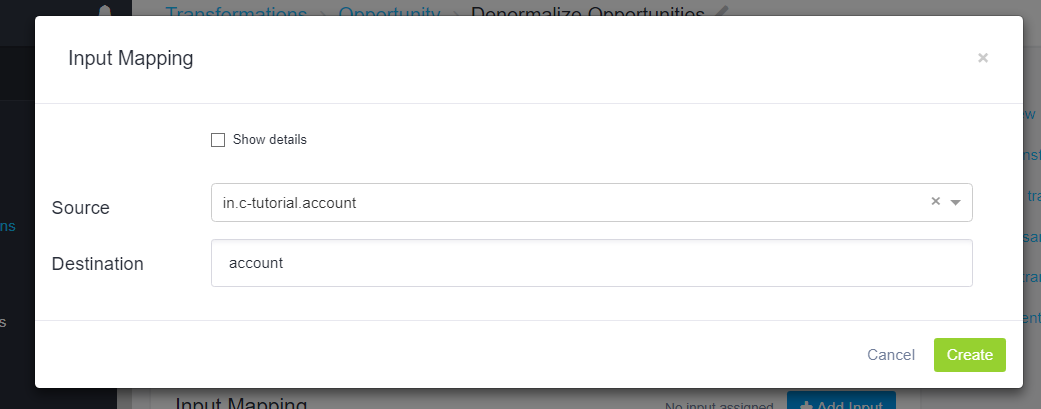 Transformations > Opportunity > Denormalize Opportunities
Input Mapping
×
Show details
Source
in.c-tutorial.account
×
Destination
account
Cancel
Create
Input Mapping
No input assigned
Add Input